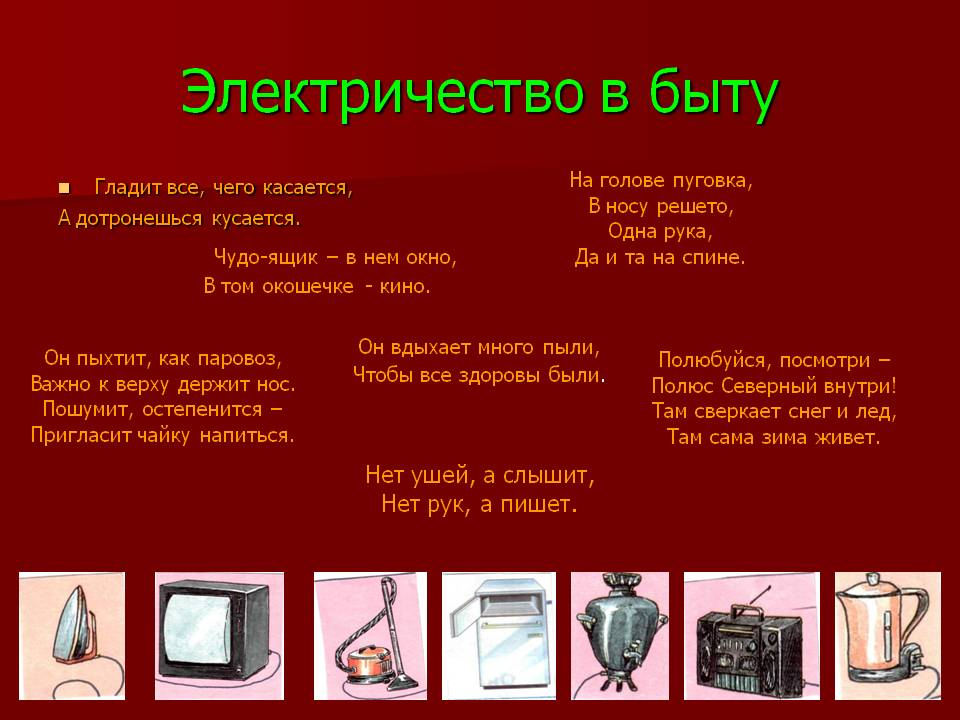 Электричество в быту
Гладит все, чего касается,
А дотронешься кусается.
На голове пуговка,
В носу решето,
Одна рука,
Да и та на спине.
Чудо-ящик – в нем окно,
В том окошечке - кино.
Он пыхтит, как паровоз,
Важно к верху держит нос.
Пошумит, остепенится –
Пригласит чайку напиться.
Он вдыхает много пыли,
Чтобы все здоровы были.
Полюбуйся, посмотри –
Полюс Северный внутри!
Там сверкает снег и лед,
Там сама зима живет.
Нет ушей, а слышит,
Нет рук, а пишет.